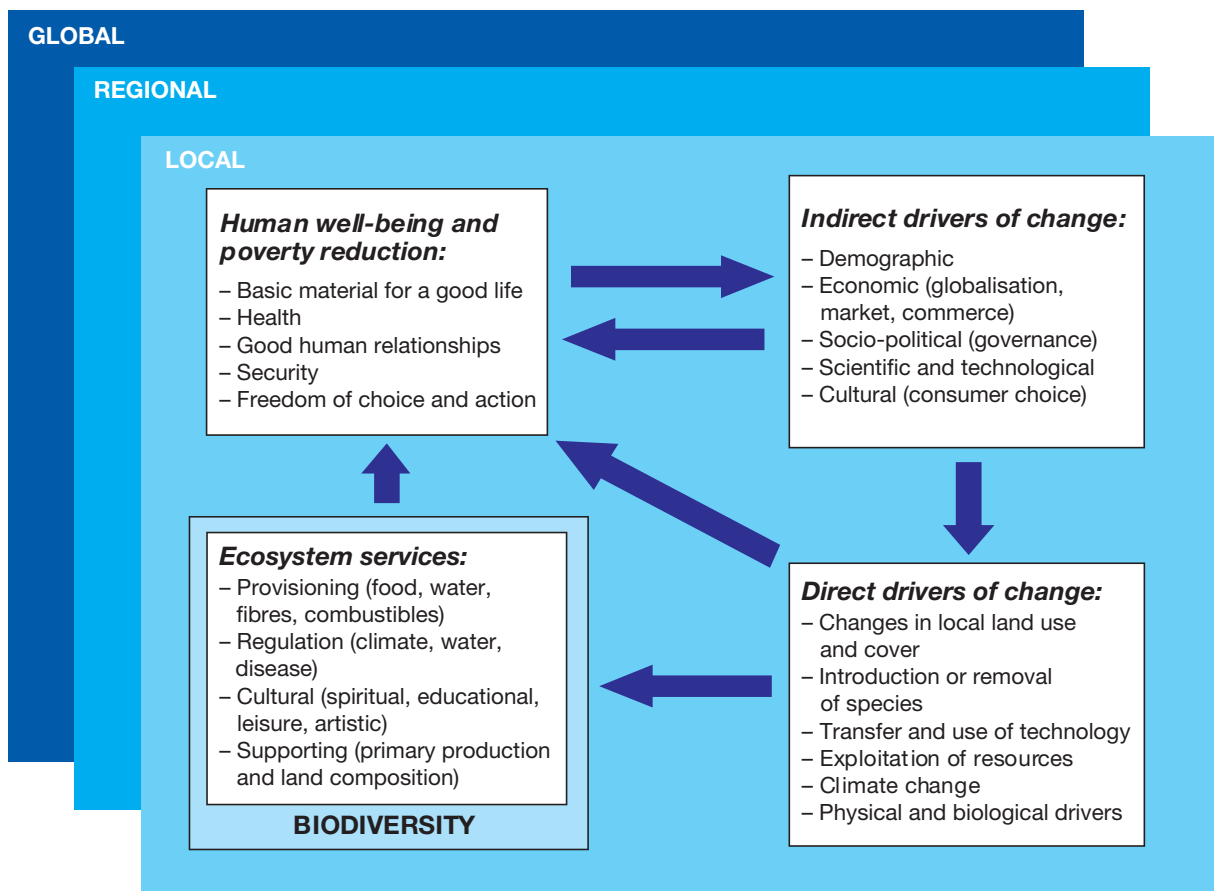 GLOBAL
REGIONAL
LOCAL
Human well-being and
poverty reduction:
– Basic material for a good life
– Health
– Good human relationships
– Security
– Freedom of choice and action
Indirect drivers of change:
– Demographic
– Economic (globalisation,
market, commerce)
– Socio-political (governance)
– Scientific and technological
– Cultural (consumer choice)
Ecosystem services:
– Provisioning (food, water,
fibres, combustibles)
– Regulation (climate, water,
disease)
– Cultural (spiritual, educational,
leisure, artistic)
– Supporting (primary production
and land composition)
BIODIVERSITY
Direct drivers of change:
– Changes in local land use
and cover
– Introduction or removal
of species
– Transfer and use of technology
– Exploitation of resources
– Climate change
– Physical and biological drivers